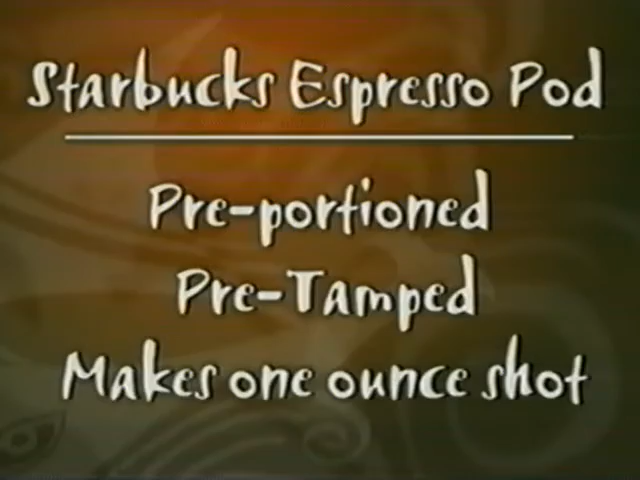 Starbucks Espresso Pod
Pre-portioned
Pre-Tamped
Makes one ounce shot